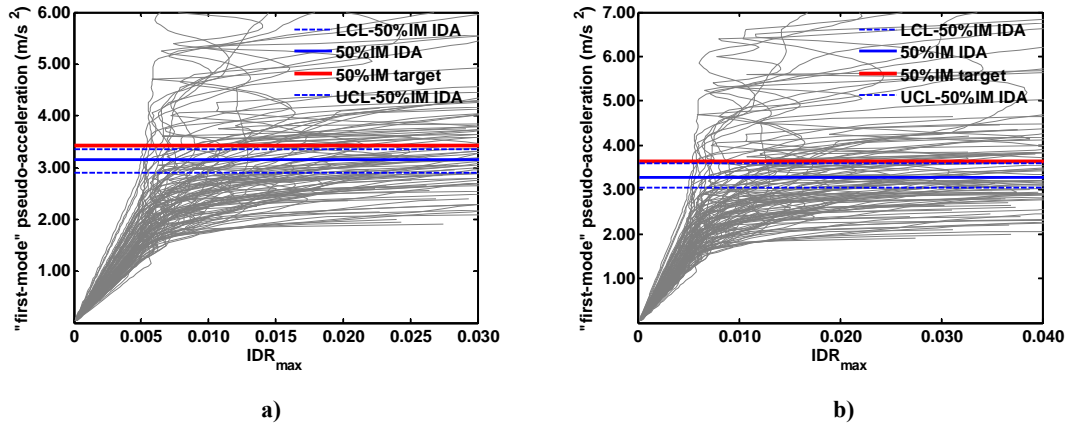 6.00
5.00
4.00
3.00
2.00
1.00
"first-mode" pseudo-acceleration (m/s 2)
LCL-50%IM IDA
50%IM IDA
50%IM target
UCL-50%IM IDA
0 0.005 0.010 0.015 0.020 0.025 0.030
IDRmax
a)
7.00
6.00
5.00
4.00
3.00
2.00
1.00
"first-mode" pseudo-acceleration (m/s 2)
LCL-50%IM IDA
50%IM IDA
50%IM target
UCL-50%IM IDA
0 0.010 0.020 0.030 0.040
IDRmax
b)